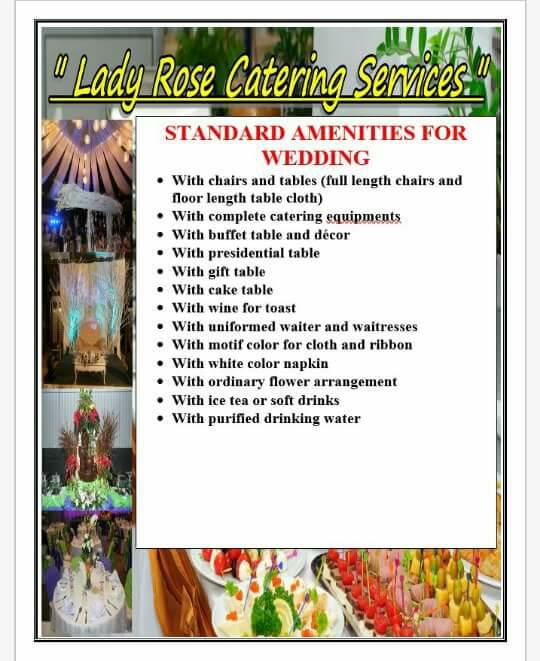 " Lady Rose Catering Services "
STANDARD AMENITIES FOR
WEDDING
• With chairs and tables (full length chairs and
floor length table cloth)
• With complete catering equipments
• With buffet table and décor
• With presidential table
• With gift table
• With cake table
• With wine for toast
• With uniformed waiter and waitresses
• With motif color for cloth and ribbon
• With white color napkin
• With ordinary flower arrangement
• With ice tea or soft drinks
• With purified drinking water